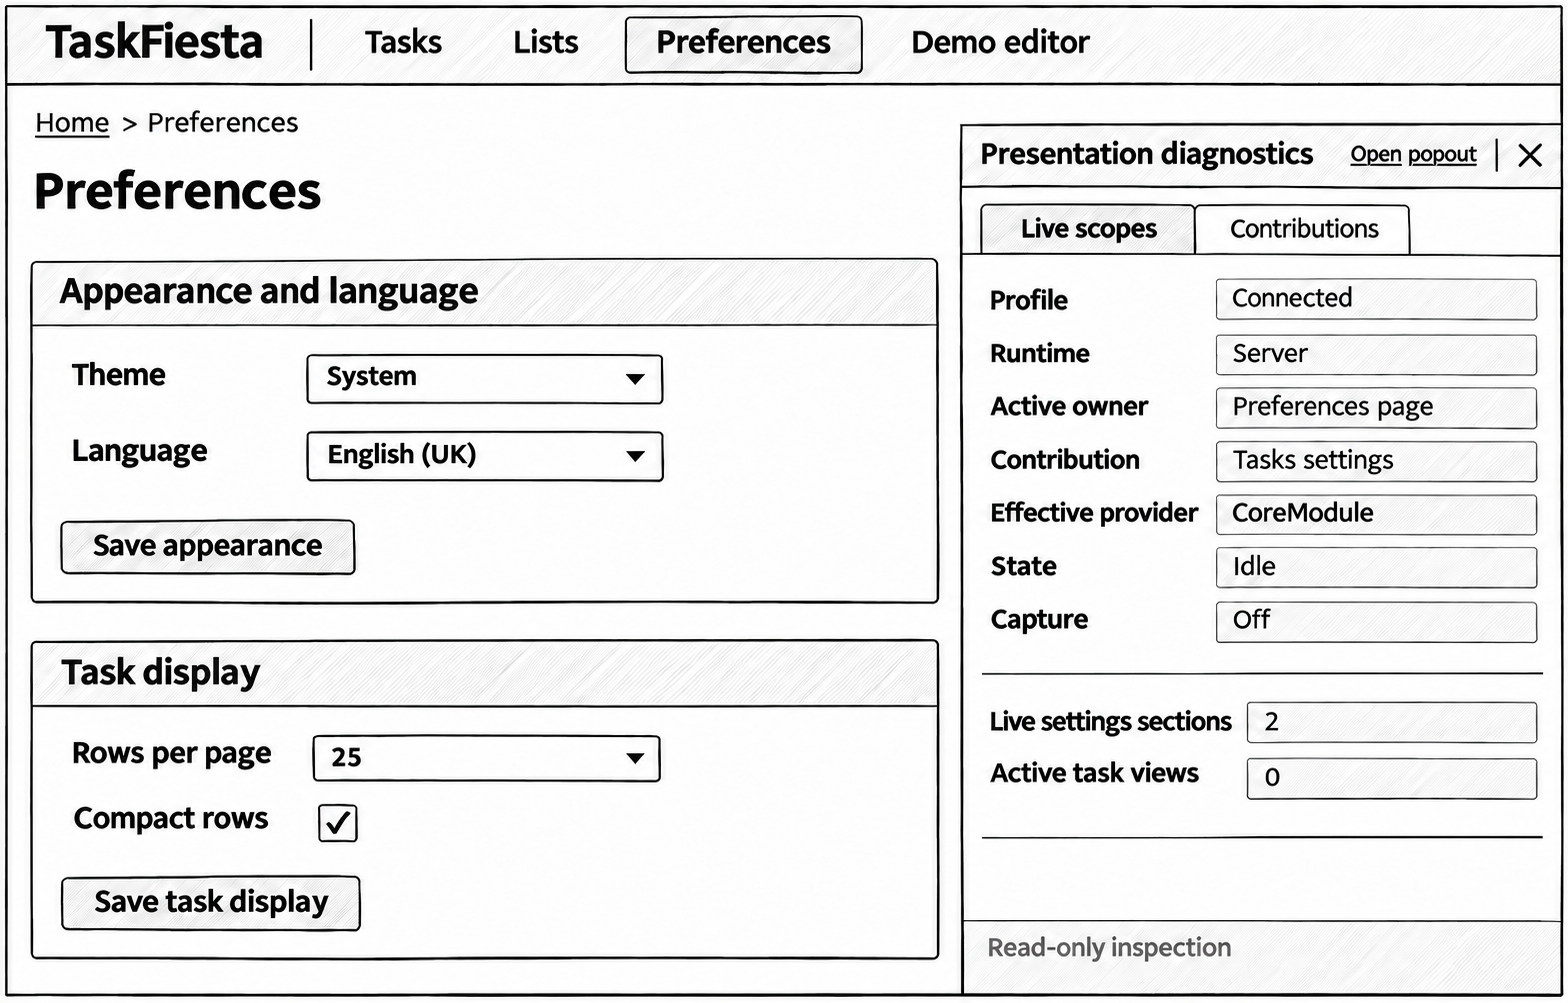 TaskFiesta
Tasks
Lists
Preferences
Demo editor
Home > Preferences
Preferences
Appearance and language
Theme
System
Language
English (UK)
Save appearance
Task display
Rows per page
25
Compact rows
Save task display
Presentation diagnostics
Open popout
Live scopes
Contributions
Profile
Connected
Runtime
Server
Active owner
Preferences page
Contribution
Tasks settings
Effective provider
CoreModule
State
Idle
Capture
Off
Live settings sections
2
Active task views
0
Read-only inspection